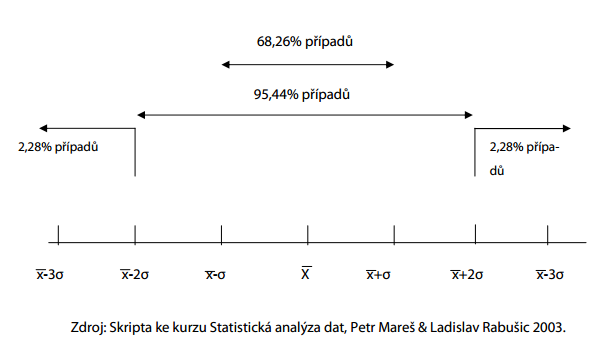 68,26% případů
95,44% případů
2,28% případů
2,28% přípa-
dů
x̅-3σ x̅-2σ x̅-σ X̅ x̅+σ x̅+2σ x̅-3σ
Zdroj: Skripta ke kurzu Statistická analýza dat, Petr Mareš & Ladislav Rabušic 2003.